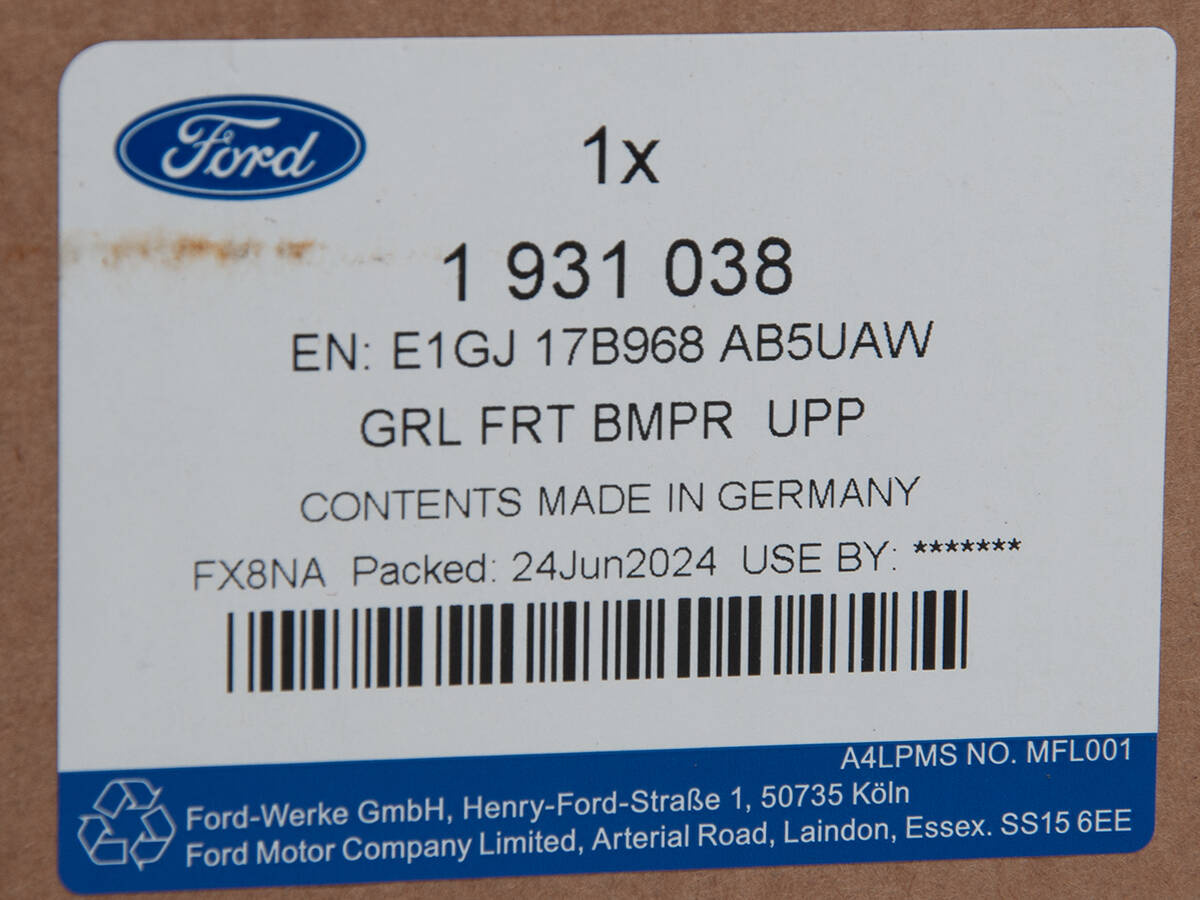 Ford
1x
1 931 038
EN: E1GJ 17B968 AB5UAW
GRL FRT BMPR UPP
CONTENTS MADE IN GERMANY
FX8NA Packed: 24Jun2024 USE BY: *******
A4LPMS NO. MFL001
Ford-Werke GmbH, Henry-Ford-Straße 1, 50735 Köln
Ford Motor Company Limited, Arterial Road, Laindon, Essex. SS15 6EE